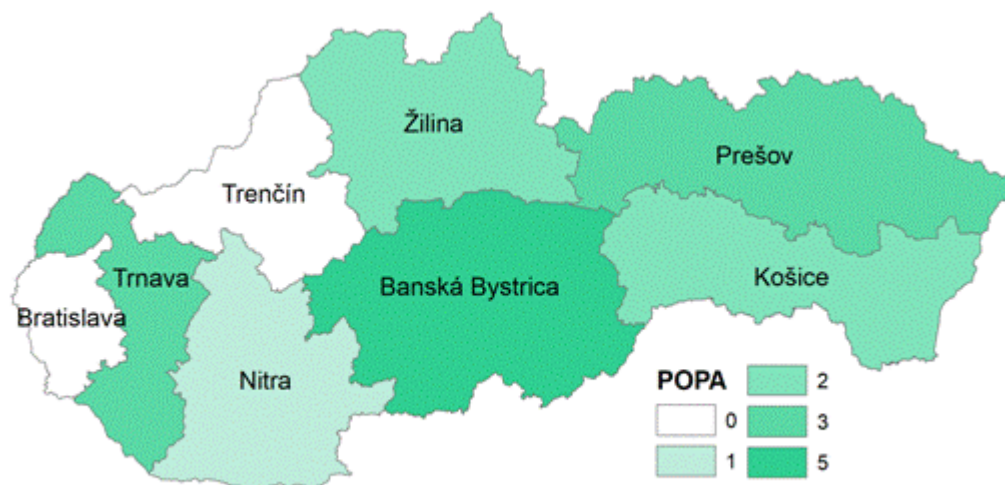 Žilina
Prešov
Trenčín
Trnava
Banská Bystrica
Košice
Bratislava
Nitra
POPA
0
1
2
3
5